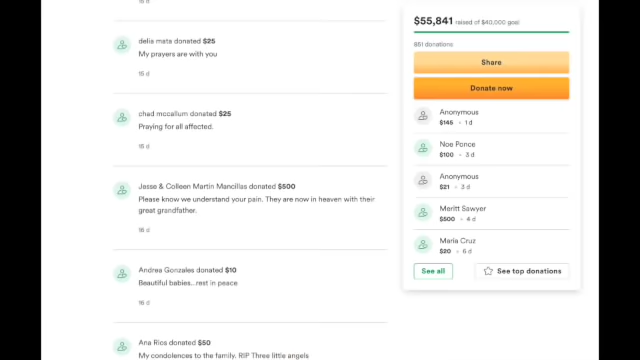 15 d
delia mata donated $25
My prayers are with you
15 d
chad mccallum donated $25
Praying for all affected.
15 d
Jesse & Colleen Martin Mancillas donated $500
Please know we understand your pain. They are now in heaven with their
great grandfather.
16 d
Andrea Gonzales donated $10
Beautiful babies.. rest in peace
16 d
Ana Rios donated $50
My condolences to the family. RIP Three little angels
$55,841 raised of $40,000 goal
851 donations
Share
Donate now
Anonymous
$145 • 1 d
Noe Ponce
$100 • 3 d
Anonymous
$21 • 3 d
Meritt Sawyer
$500 • 4 d
Maria Cruz
$20 • 6 d
See all
See top donations